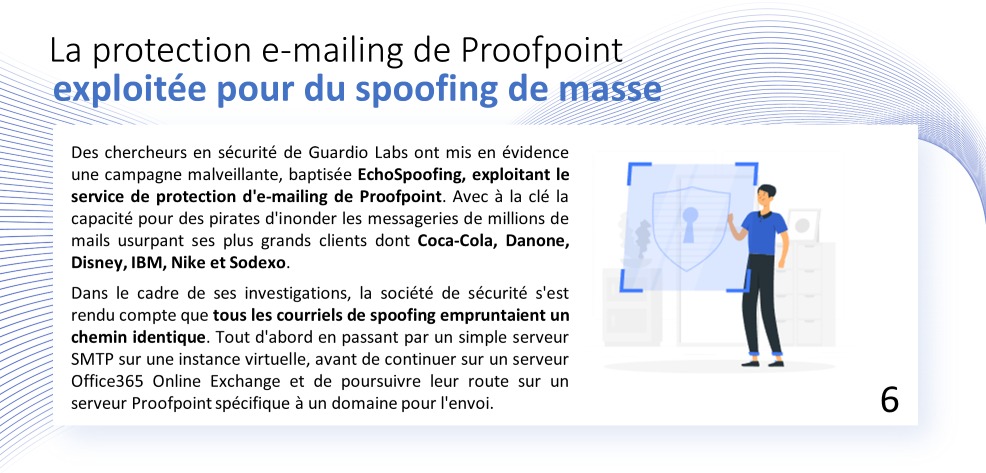 La protection e-mailing de Proofpoint
exploitée pour du spoofing de masse
Des chercheurs en sécurité de Guardio Labs ont mis en évidence
une campagne malveillante, baptisée EchoSpoofing, exploitant le
service de protection d'e-mailing de Proofpoint. Avec à la clé la
capacité pour des pirates d'inonder les messageries de millions de
mails usurpant ses plus grands clients dont Coca-Cola, Danone,
Disney, IBM, Nike et Sodexo.
Dans le cadre de ses investigations, la société de sécurité s'est
rendu compte que tous les courriels de spoofing empruntaient un
chemin identique. Tout d'abord en passant par un simple serveur
SMTP sur une instance virtuelle, avant de continuer sur un serveur
Office365 Online Exchange et de poursuivre leur route sur un
serveur Proofpoint spécifique à un domaine pour l'envoi.
6